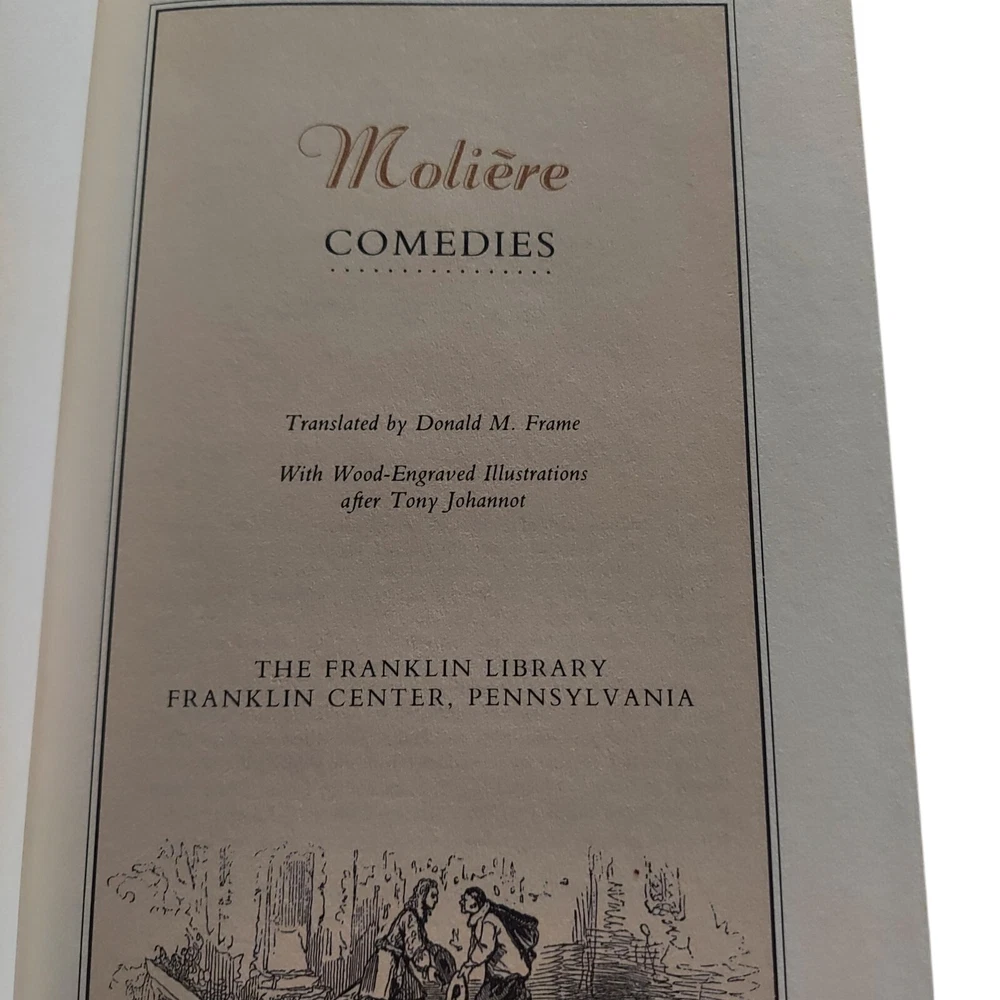 Molière
COMEDIES
Translated by Donald M. Frame
With Wood-Engraved Illustrations
after Tony Johannot
THE FRANKLIN LIBRARY
FRANKLIN CENTER, PENNSYLVANIA